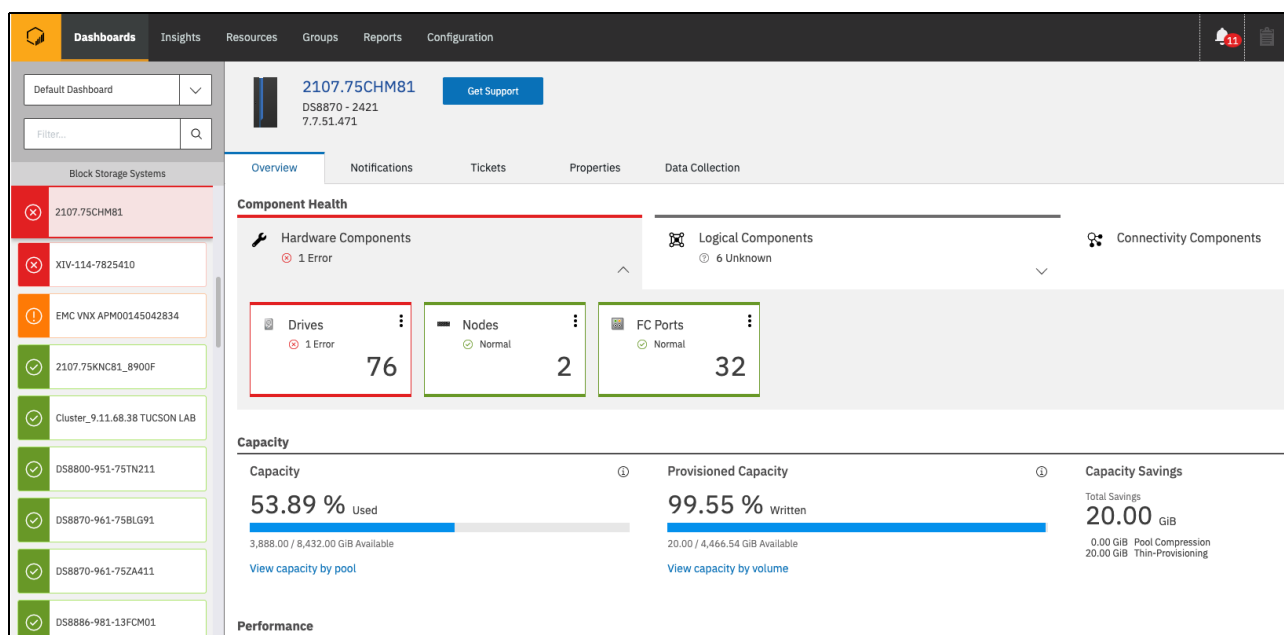 Dashboards Insights Resources Groups Reports Configuration
11
Default Dashboard
Filter...
Block Storage Systems
2107.75CHM81
XIV-114-7825410
EMC VNX APM00145042834
2107.75KNC81_8900F
Cluster_9.11.68.38 TUCSON LAB
DS8800-951-75TN211
DS8870-961-75BLG91
DS8870-961-75ZA411
DS8886-981-13FCM01
2107.75CHM81
DS8870 - 2421
7.7.51.471
Get Support
Overview Notifications Tickets Properties Data Collection
Component Health
Hardware Components
1 Error
Logical Components
6 Unknown
Connectivity Components
Drives
1 Error
76
Nodes
Normal
2
FC Ports
Normal
32
Capacity
Capacity
53.89 % Used
3,888.00 / 8,432.00 GiB Available
View capacity by pool
Provisioned Capacity
99.55 % Written
20.00 / 4,466.54 GiB Available
View capacity by volume
Capacity Savings
Total Savings
20.00 GiB
0.00 GiB Pool Compression
20.00 GiB Thin-Provisioning
Performance